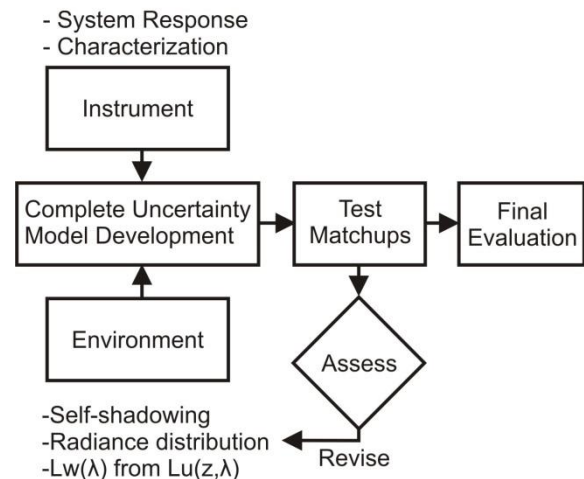 - System Response
- Characterization
Instrument
Complete Uncertainty
Model Development
Test
Matchups
Final
Evaluation
Environment
Assess
-Self-shadowing
-Radiance distribution
-Lw(λ) from Lu(z,λ)
Revise